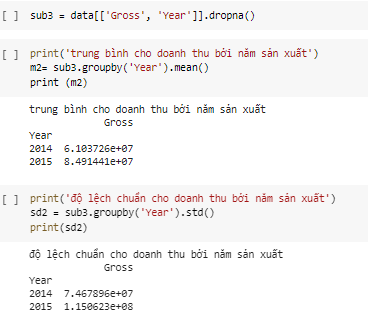 [ ] sub3 = data[['Gross', 'Year']].dropna()
[ ] print('trung bình cho doanh thu bởi năm sản xuất')
m2= sub3.groupby('Year').mean()
print (m2)
trung bình cho doanh thu bởi năm sản xuất
Gross
Year
2014 6.103726e+07
2015 8.491441e+07
[ ] print('độ lệch chuẩn cho doanh thu bởi năm sản xuất')
sd2 = sub3.groupby('Year').std()
print(sd2)
độ lệch chuẩn cho doanh thu bởi năm sản xuất
Gross
Year
2014 7.467896e+07
2015 1.150623e+08